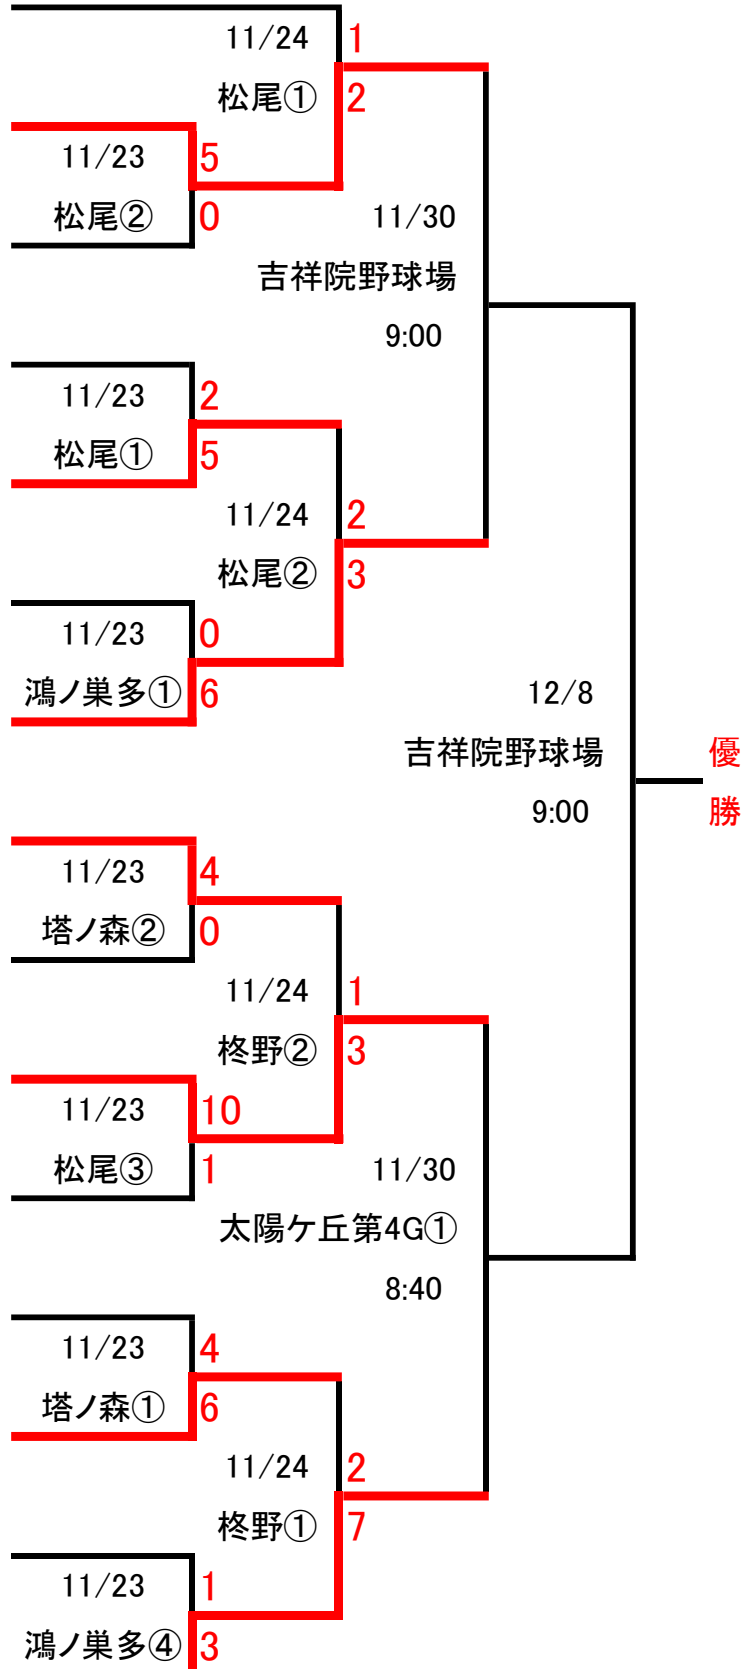 11/24
1
松尾①
2
11/23
5
松尾②
0
11/30
吉祥院野球場
9:00
11/23
2
松尾①
5
11/24
2
松尾②
3
11/23
0
鴻ノ巣多①
6
12/8
吉祥院野球場
9:00
優
勝
11/23
4
塔ノ森②
0
11/24
1
柊野②
3
11/23
10
松尾③
1
11/30
太陽ケ丘第4G①
8:40
11/23
4
塔ノ森①
6
11/24
2
柊野①
7
11/23
1
鴻ノ巣多④
3